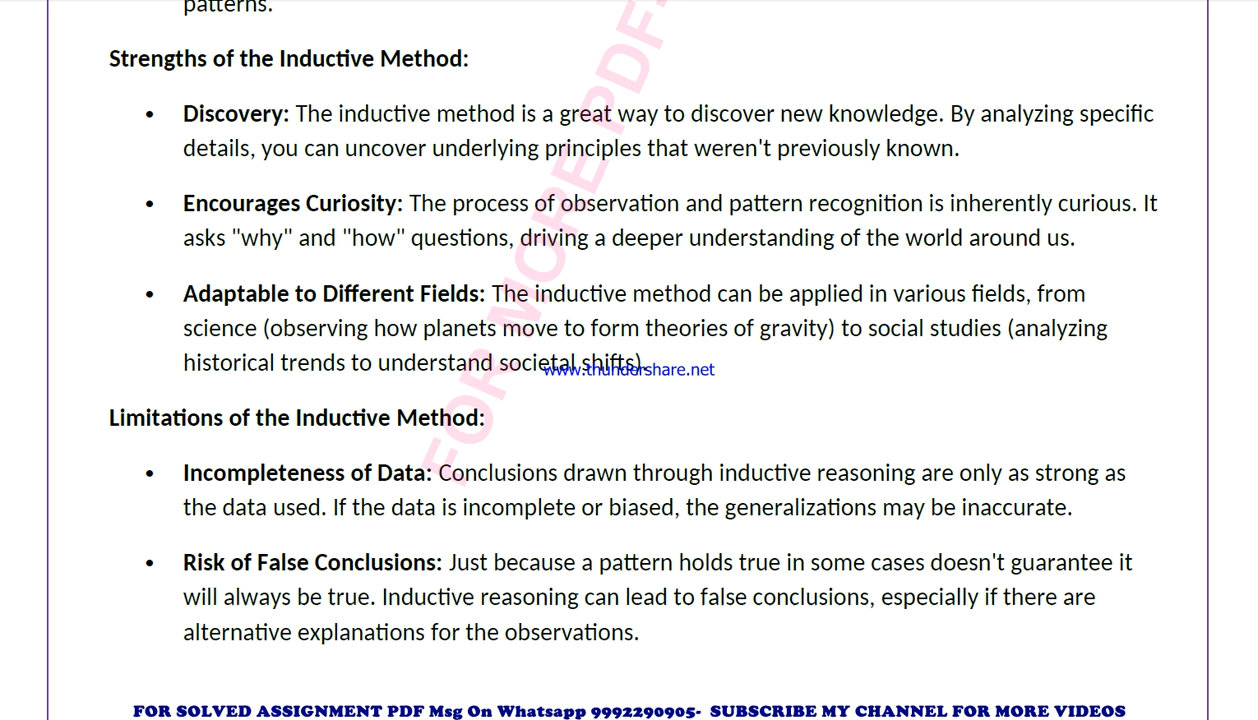 patterns.
Strengths of the Inductive Method:
• Discovery: The inductive method is a great way to discover new knowledge. By analyzing specific
details, you can uncover underlying principles that weren't previously known.
• Encourages Curiosity: The process of observation and pattern recognition is inherently curious. It
asks "why" and "how" questions, driving a deeper understanding of the world around us.
• Adaptable to Different Fields: The inductive method can be applied in various fields, from
science (observing how planets move to form theories of gravity) to social studies (analyzing
historical trends to understand societal shifts).
www.thundershare.net
Limitations of the Inductive Method:
• Incompleteness of Data: Conclusions drawn through inductive reasoning are only as strong as
the data used. If the data is incomplete or biased, the generalizations may be inaccurate.
• Risk of False Conclusions: Just because a pattern holds true in some cases doesn't guarantee it
will always be true. Inductive reasoning can lead to false conclusions, especially if there are
alternative explanations for the observations.
FOR MORE PDF
FOR SOLVED ASSIGNMENT PDF Msg On Whatsapp 9992290905- SUBSCRIBE MY CHANNEL FOR MORE VIDEOS